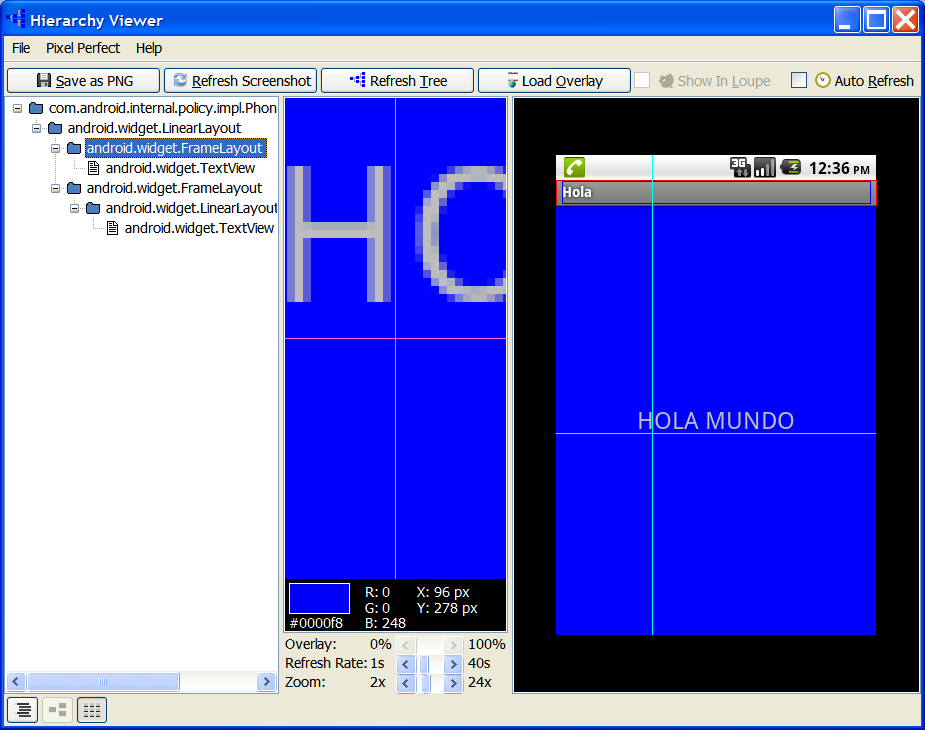 Hierarchy Viewer
File Pixel Perfect Help
Save as PNG Refresh Screenshot Refresh Tree Load Overlay Show In Loupe Auto Refresh
com.android.internal.policy.impl.Phon
android.widget.LinearLayout
android.widget.FrameLayout
android.widget.TextView
android.widget.FrameLayout
android.widget.LinearLayout
android.widget.TextView
HO
R: 0 X: 96 px
G: 0 Y: 278 px
#0000f8 B: 248
Overlay: 0% 100%
Refresh Rate: 1s 40s
Zoom: 2x 24x
3G 12:36 PM
Hola
HOLA MUNDO